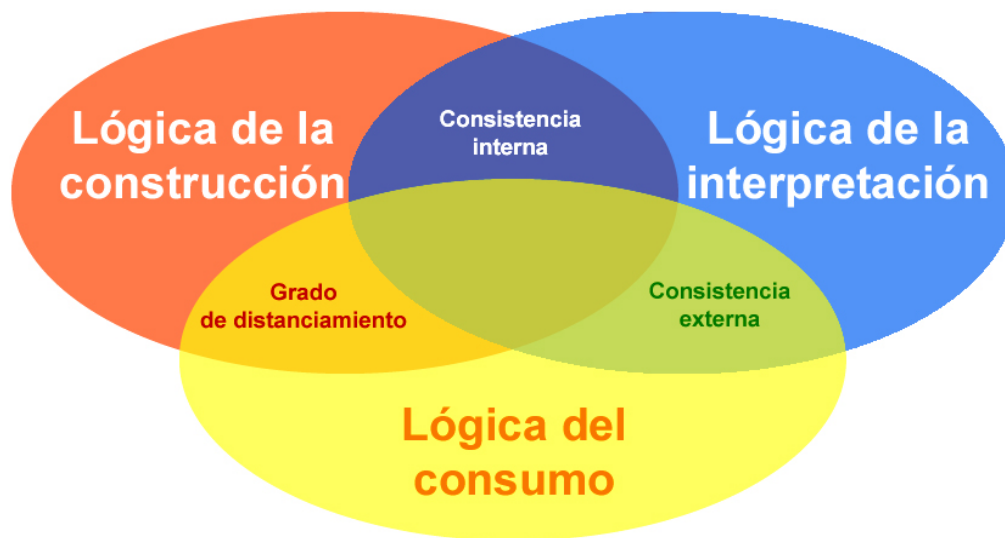 Lógica de la
construcción
Consistencia
interna
Lógica de la
interpretación
Grado
de distanciamiento
Consistencia
externa
Lógica del
consumo